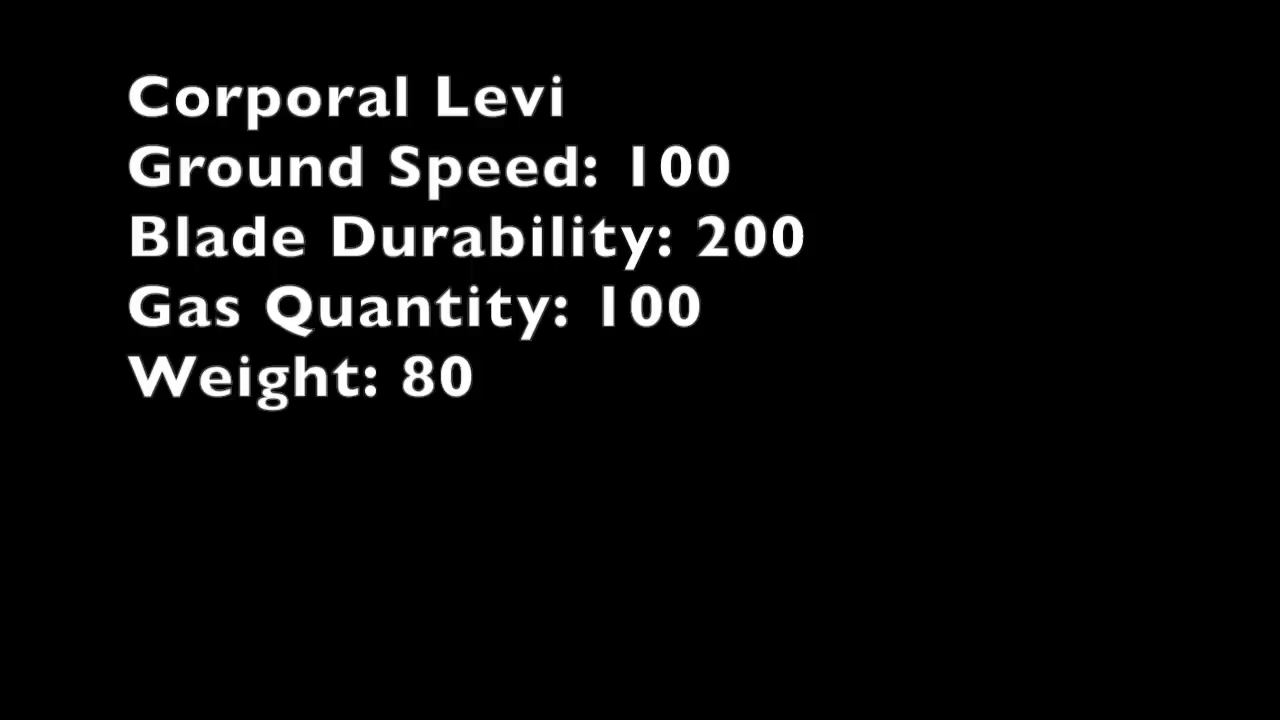 Corporal Levi
Ground Speed: 100
Blade Durability: 200
Gas Quantity: 100
Weight: 80